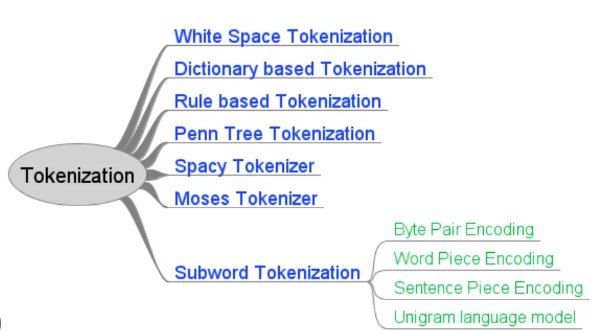 White Space Tokenization
Dictionary based Tokenization
Rule based Tokenization
Penn Tree Tokenization
Tokenization
Spacy Tokenizer
Moses Tokenizer
Subword Tokenization
Byte Pair Encoding
Word Piece Encoding
Sentence Piece Encoding
Unigram language model